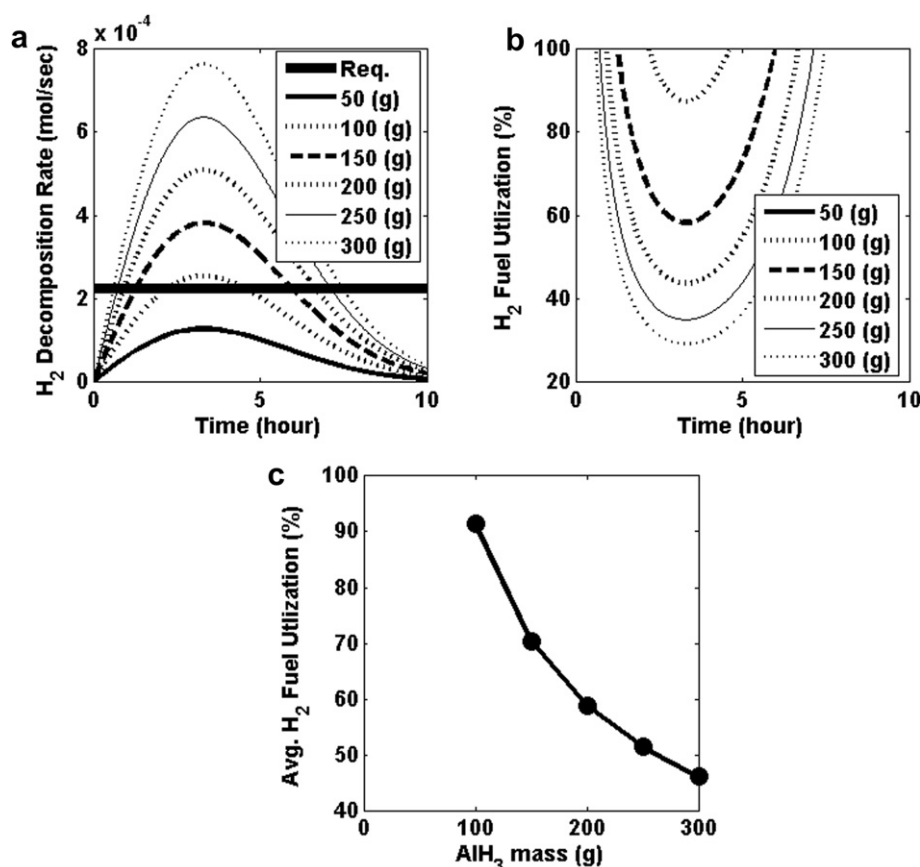 a
x 10⁻⁴
H₂ Decomposition Rate (mol/sec)
8
6
4
2
0
0
5
10
Time (hour)
Req.
50 (g)
100 (g)
150 (g)
200 (g)
250 (g)
300 (g)
b
H₂ Fuel Utlization (%)
100
80
60
40
20
0
5
10
Time (hour)
50 (g)
100 (g)
150 (g)
200 (g)
250 (g)
300 (g)
c
Avg. H₂ Fuel Utlization (%)
100
90
80
70
60
50
40
0
100
200
300
AlH₃ mass (g)